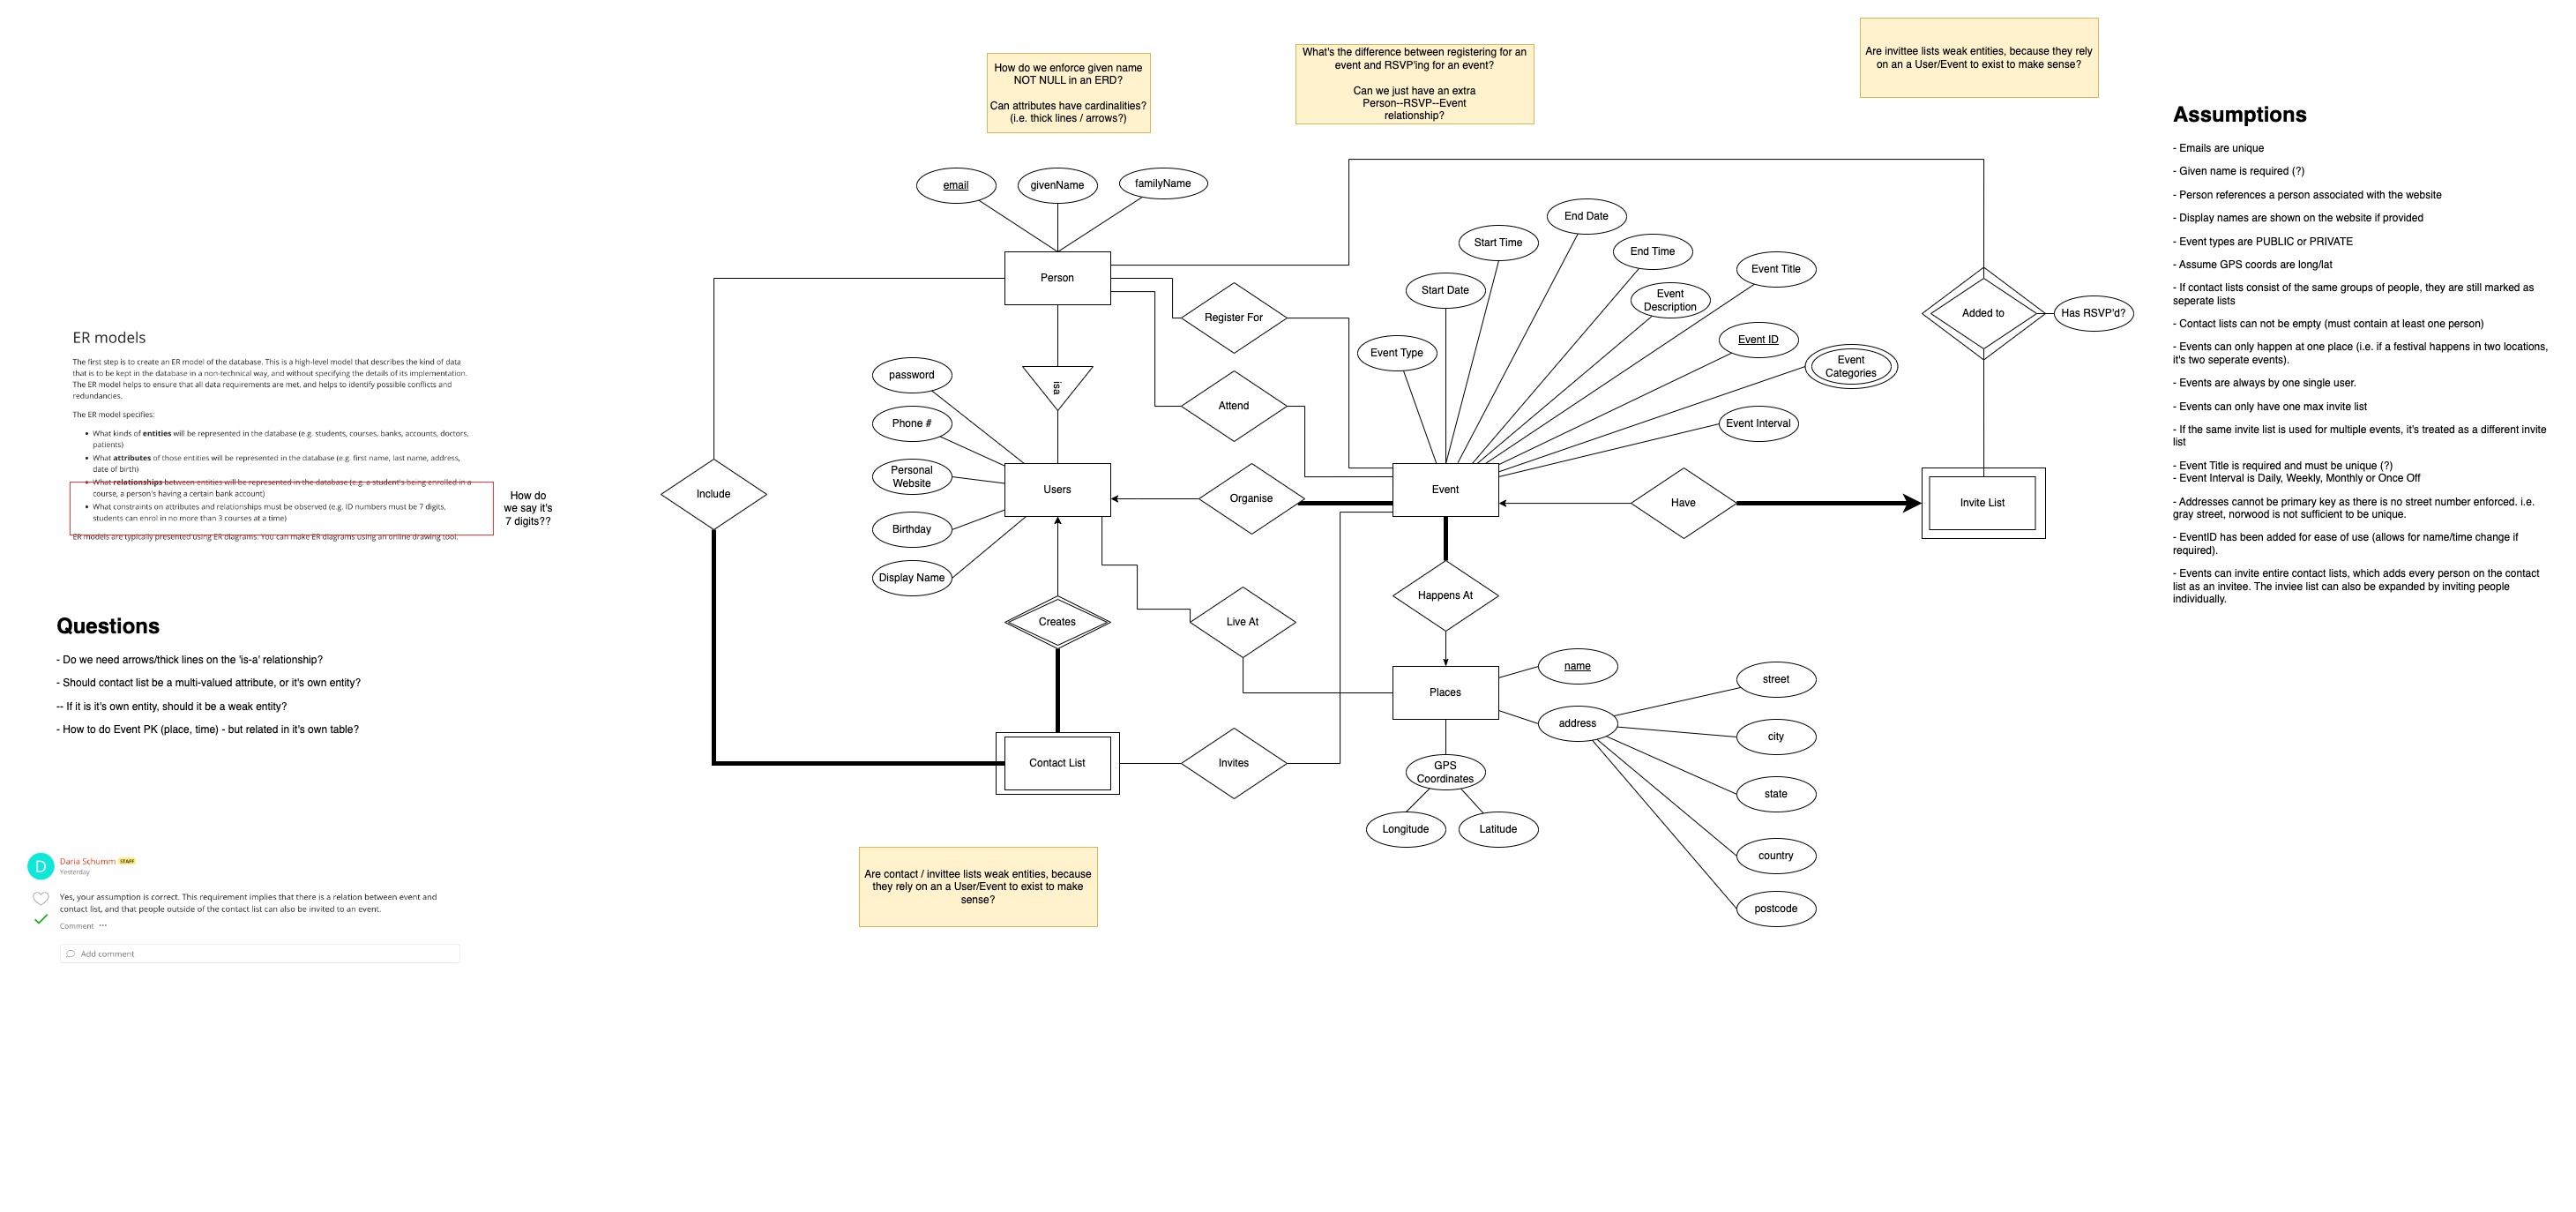 How do we enforce given name
NOT NULL in an ERD?
Can attributes have cardinalities?
(i.e. thick lines / arrows?)
What's the difference between registering for an
event and RSVP'ing for an event?
Can we just have an extra
Person--RSVP--Event
relationship?
Are invittee lists weak entities, because they rely
on an a User/Event to exist to make sense?
Assumptions
- Emails are unique
- Given name is required (?)
- Person references a person associated with the website
- Display names are shown on the website if provided
- Event types are PUBLIC or PRIVATE
- Assume GPS coords are long/lat
- If contact lists consist of the same groups of people, they are still marked as
seperate lists
- Contact lists can not be empty (must contain at least one person)
- Events can only happen at one place (i.e. if a festival happens in two locations,
it's two seperate events).
- Events are always by one single user.
- Events can only have one max invite list
- If the same invite list is used for multiple events, it's treated as a different invite
list
- Event Title is required and must be unique (?)
- Event Interval is Daily, Weekly, Monthly or Once Off
- Addresses cannot be primary key as there is no street number enforced. i.e.
gray street, norwood is not sufficient to be unique.
- EventID has been added for ease of use (allows for name/time change if
required).
- Events can invite entire contact lists, which adds every person on the contact
list as an invitee. The inviee list can also be expanded by inviting people
individually.
email
givenName
familyName
Person
isa
password
Phone #
Personal
Website
Birthday
Display Name
Users
Include
Creates
Contact List
Register For
Attend
Organise
Live At
Invites
Event Type
Start Date
Start Time
End Date
End Time
Event
Description
Event Title
Event ID
Event
Categories
Event Interval
Event
Have
Invite List
Added to
Has RSVP'd?
Happens At
Places
name
address
street
city
state
country
postcode
GPS
Coordinates
Longitude
Latitude
Are contact / invittee lists weak entities, because
they rely on an a User/Event to exist to make
sense?
ER models
The first step is to create an ER model of the database. This is a high-level model that describes the kind of data
that is to be kept in the database in a non-technical way, and without specifying the details of its implementation.
The ER model helps to ensure that all data requirements are met, and helps to identify possible conflicts and
redundancies.
The ER model specifies:
• What kinds of entities will be represented in the database (e.g. students, courses, banks, accounts, doctors,
patients)
• What attributes of those entities will be represented in the database (e.g. first name, last name, address,
date of birth)
• What relationships between entities will be represented in the database (e.g. a student's being enrolled in a
course, a person's having a certain bank account)
• What constraints on attributes and relationships must be observed (e.g. ID numbers must be 7 digits,
students can enrol in no more than 3 courses at a time)
ER models are typically presented using ER diagrams. You can make ER diagrams using an online drawing tool.
How do
we say it's
7 digits??
Questions
- Do we need arrows/thick lines on the 'is-a' relationship?
- Should contact list be a multi-valued attribute, or it's own entity?
-- If it is it's own entity, should it be a weak entity?
- How to do Event PK (place, time) - but related in it's own table?
D
Daria Schumm STAFF
Yesterday
Yes, your assumption is correct. This requirement implies that there is a relation between event and
contact list, and that people outside of the contact list can also be invited to an event.
Comment ···
Add comment